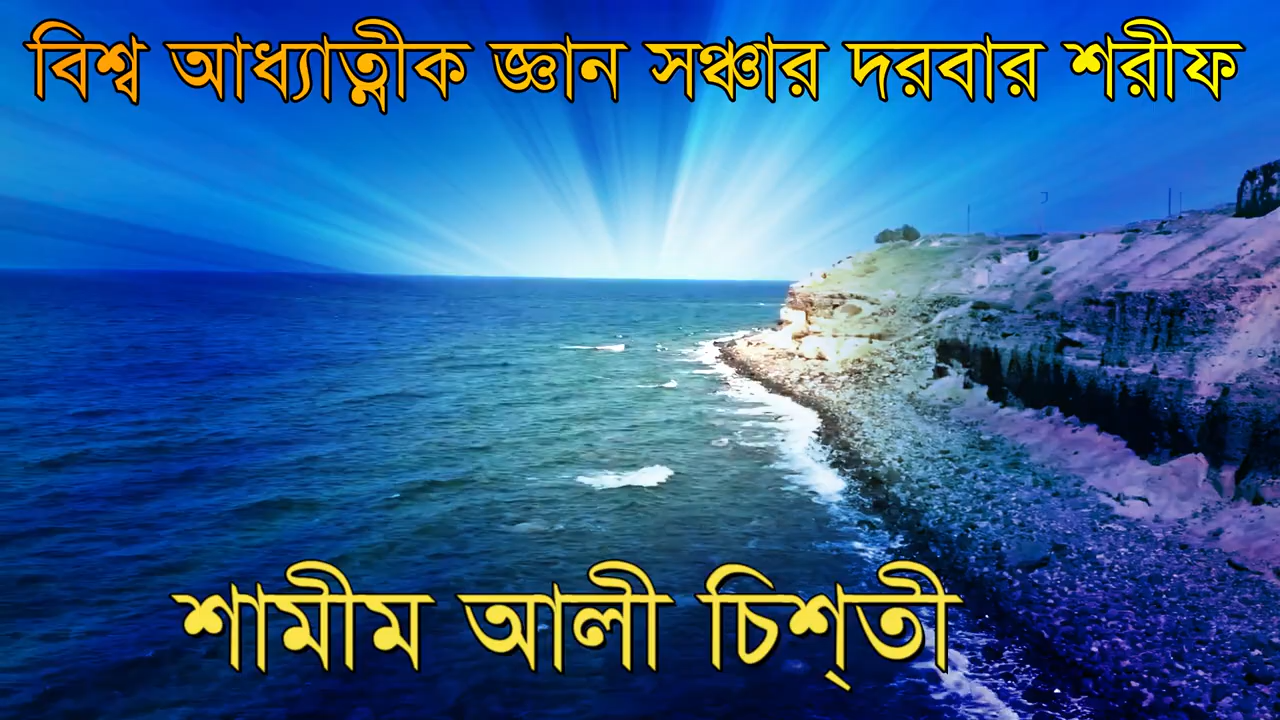 বিশ্ব আধ্যাত্নীক জ্ঞান সঞ্চার দরবার শরীফ
শামীম আলী চিশ্‌তী